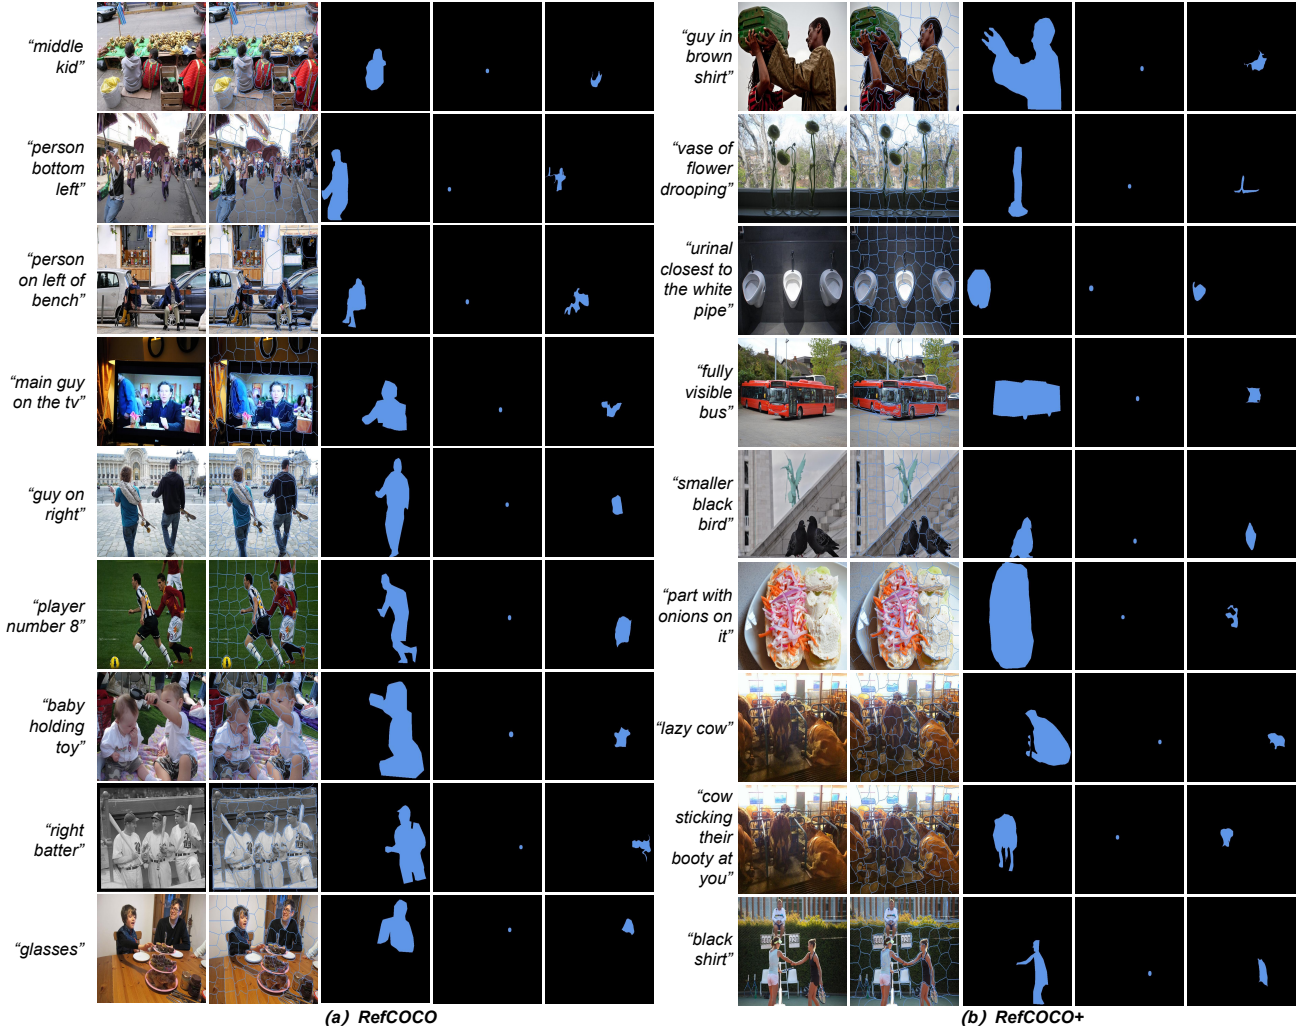 “middle
kid”
“person
bottom
left”
“person
on left of
bench”
“main guy
on the tv”
“guy on
right”
“player
number 8”
“baby
holding
toy”
“right
batter”
“glasses”
(a) RefCOCO
“guy in
brown
shirt”
“vase of
flower
drooping”
“urinal
closest to
the white
pipe”
“fully
visible
bus”
“smaller
black
bird”
“part with
onions on
it”
“lazy cow”
“cow
sticking
their
booty at
you”
“black
shirt”
(b) RefCOCO+